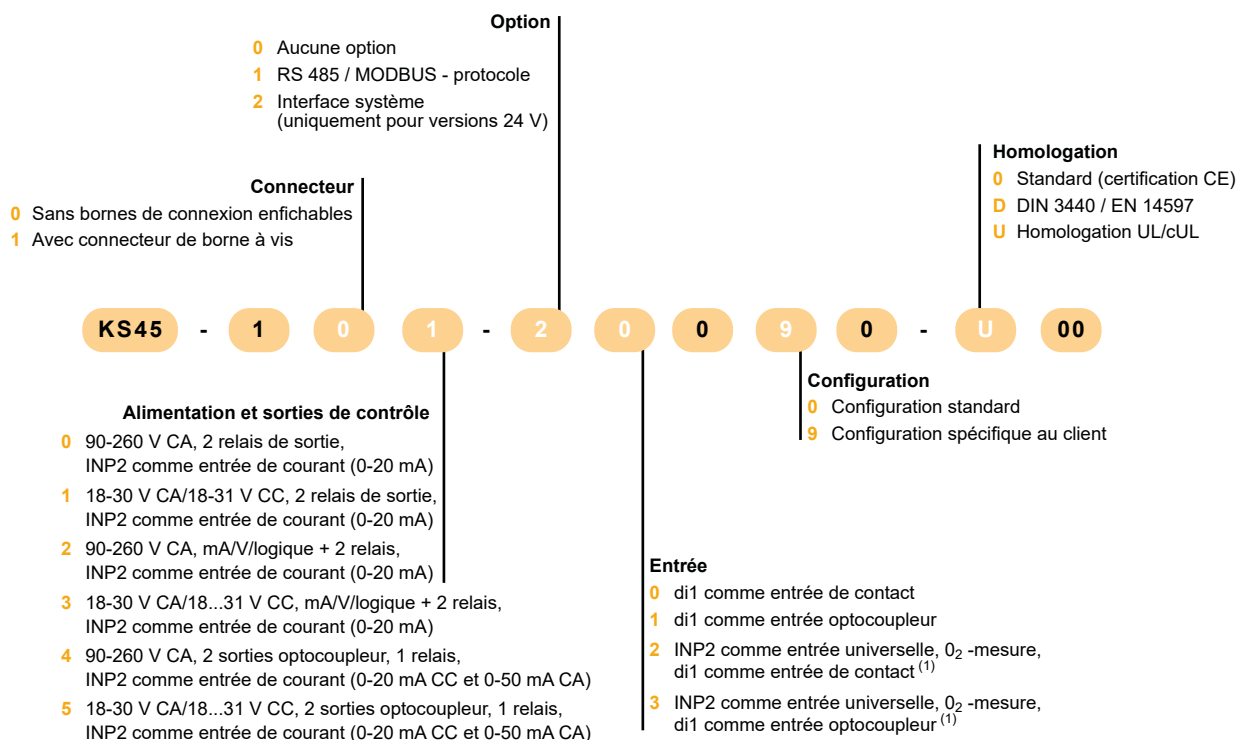 Option
0 Aucune option
1 RS 485 / MODBUS - protocole
2 Interface système
(uniquement pour versions 24 V)
Homologation
0 Standard (certification CE)
D DIN 3440 / EN 14597
U Homologation UL/cUL
Connecteur
0 Sans bornes de connexion enfichables
1 Avec connecteur de borne à vis
KS45 - 1 0 1 - 2 0 0 9 0 - U 00
Configuration
0 Configuration standard
9 Configuration spécifique au client
Alimentation et sorties de contrôle
0 90-260 V CA, 2 relais de sortie,
INP2 comme entrée de courant (0-20 mA)
1 18-30 V CA/18-31 V CC, 2 relais de sortie,
INP2 comme entrée de courant (0-20 mA)
2 90-260 V CA, mA/V/logique + 2 relais,
INP2 comme entrée de courant (0-20 mA)
3 18-30 V CA/18...31 V CC, mA/V/logique + 2 relais,
INP2 comme entrée de courant (0-20 mA)
4 90-260 V CA, 2 sorties optocoupleur, 1 relais,
INP2 comme entrée de courant (0-20 mA CC et 0-50 mA CA)
5 18-30 V CA/18...31 V CC, 2 sorties optocoupleur, 1 relais,
INP2 comme entrée de courant (0-20 mA CC et 0-50 mA CA)
Entrée
0 di1 comme entrée de contact
1 di1 comme entrée optocoupleur
2 INP2 comme entrée universelle, 0₂ -mesure,
di1 comme entrée de contact (1)
3 INP2 comme entrée universelle, 0₂ -mesure,
di1 comme entrée optocoupleur (1)